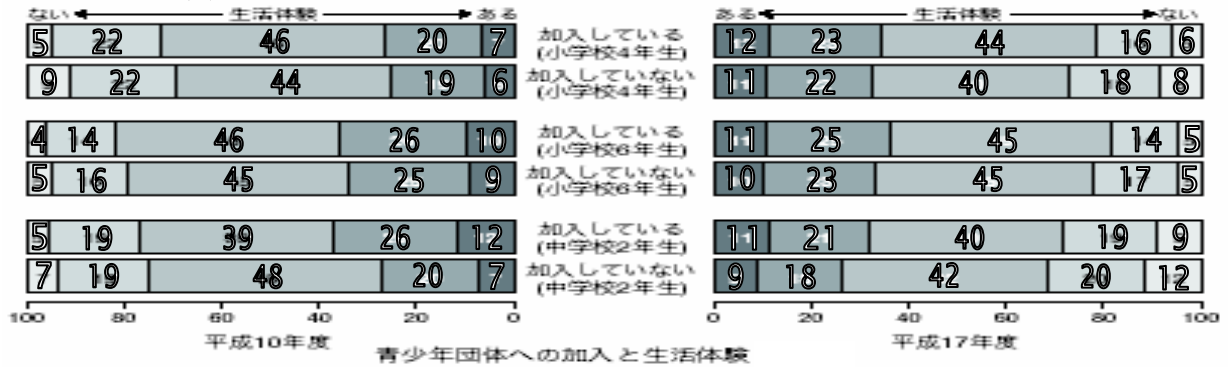 ない 生活体験 ある
5 22 46 20 7
加入している
(小学校4年生)
9 22 44 19 6
加入していない
(小学校4年生)
4 14 46 26 10
加入している
(小学校6年生)
5 16 45 25 9
加入していない
(小学校6年生)
5 19 39 26 12
加入している
(中学校2年生)
7 19 48 20 7
加入していない
(中学校2年生)
100 80 60 40 20 0
平成10年度
ある 生活体験 ない
12 23 44 16 6
11 22 40 18 8
11 25 45 14 5
10 23 45 17 5
11 21 40 19 9
9 18 42 20 12
0 20 40 60 80 100
平成17年度
青少年団体への加入と生活体験